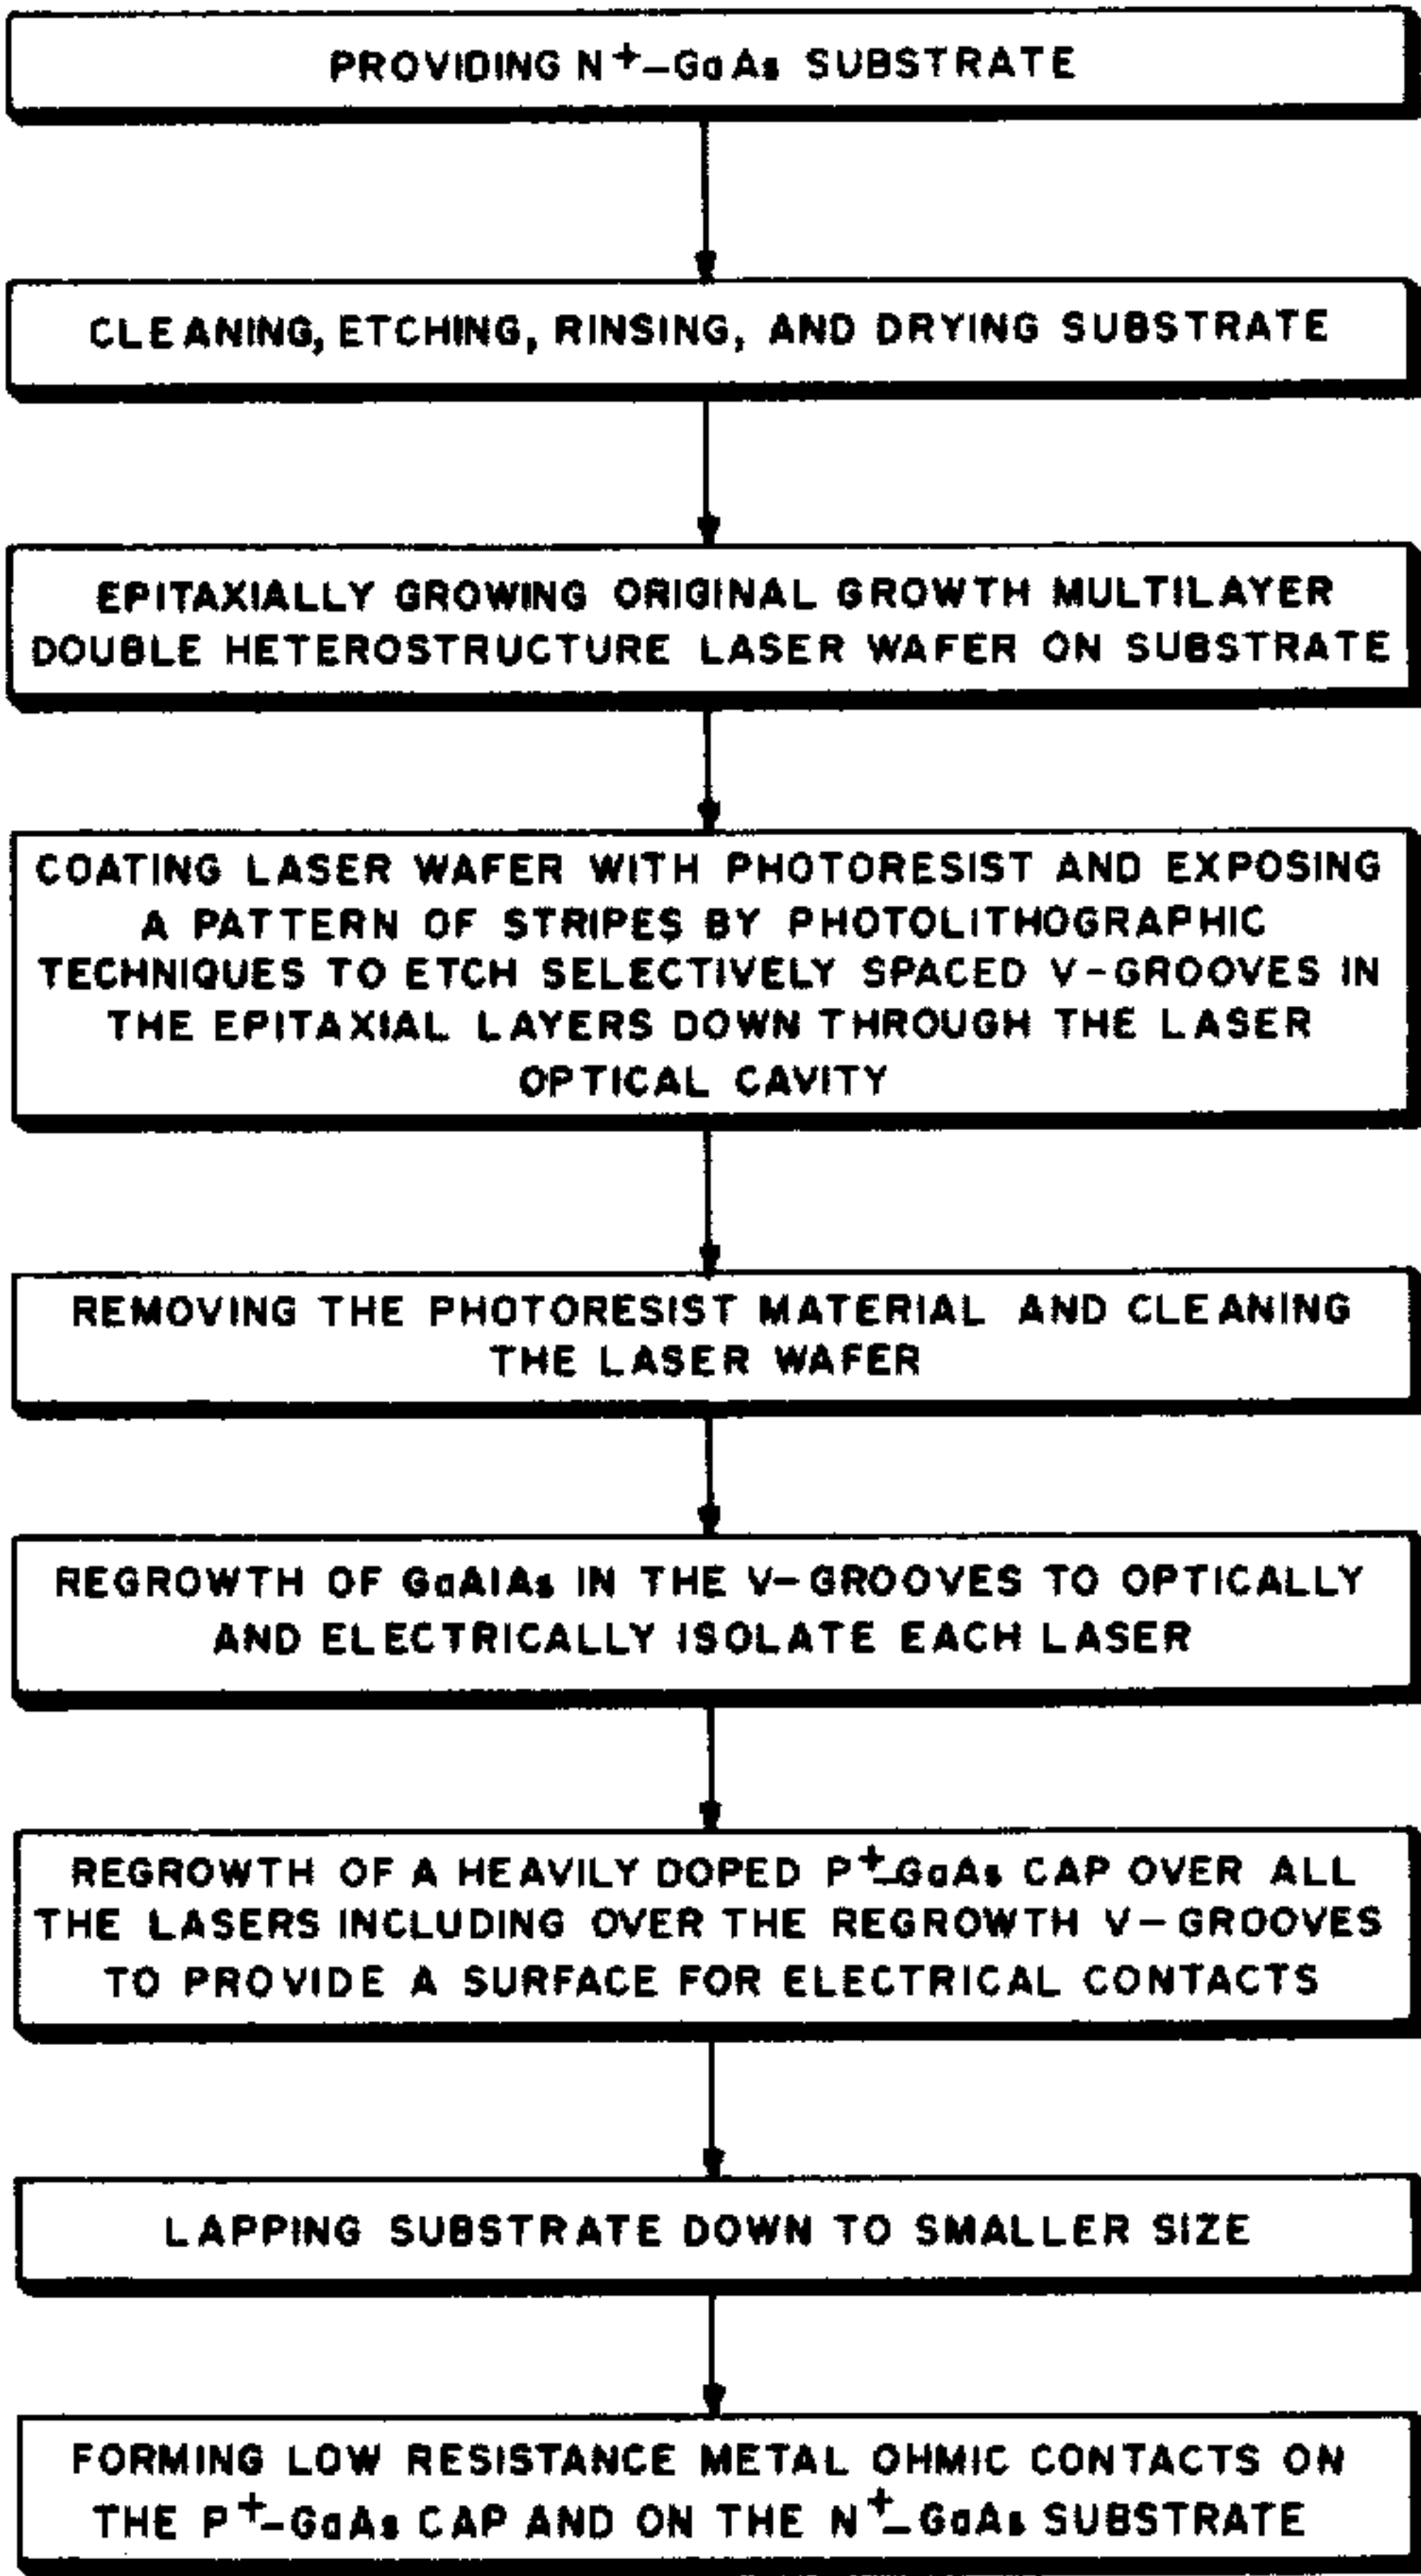 PROVIDING N+-GaAs SUBSTRATE
CLEANING, ETCHING, RINSING, AND DRYING SUBSTRATE
EPITAXIALLY GROWING ORIGINAL GROWTH MULTILAYER
DOUBLE HETEROSTRUCTURE LASER WAFER ON SUBSTRATE
COATING LASER WAFER WITH PHOTORESIST AND EXPOSING
A PATTERN OF STRIPES BY PHOTOLITHOGRAPHIC
TECHNIQUES TO ETCH SELECTIVELY SPACED V-GROOVES IN
THE EPITAXIAL LAYERS DOWN THROUGH THE LASER
OPTICAL CAVITY
REMOVING THE PHOTORESIST MATERIAL AND CLEANING
THE LASER WAFER
REGROWTH OF GaAlAs IN THE V-GROOVES TO OPTICALLY
AND ELECTRICALLY ISOLATE EACH LASER
REGROWTH OF A HEAVILY DOPED P+-GaAs CAP OVER ALL
THE LASERS INCLUDING OVER THE REGROWTH V-GROOVES
TO PROVIDE A SURFACE FOR ELECTRICAL CONTACTS
LAPPING SUBSTRATE DOWN TO SMALLER SIZE
FORMING LOW RESISTANCE METAL OHMIC CONTACTS ON
THE P+-GaAs CAP AND ON THE N+-GaAs SUBSTRATE